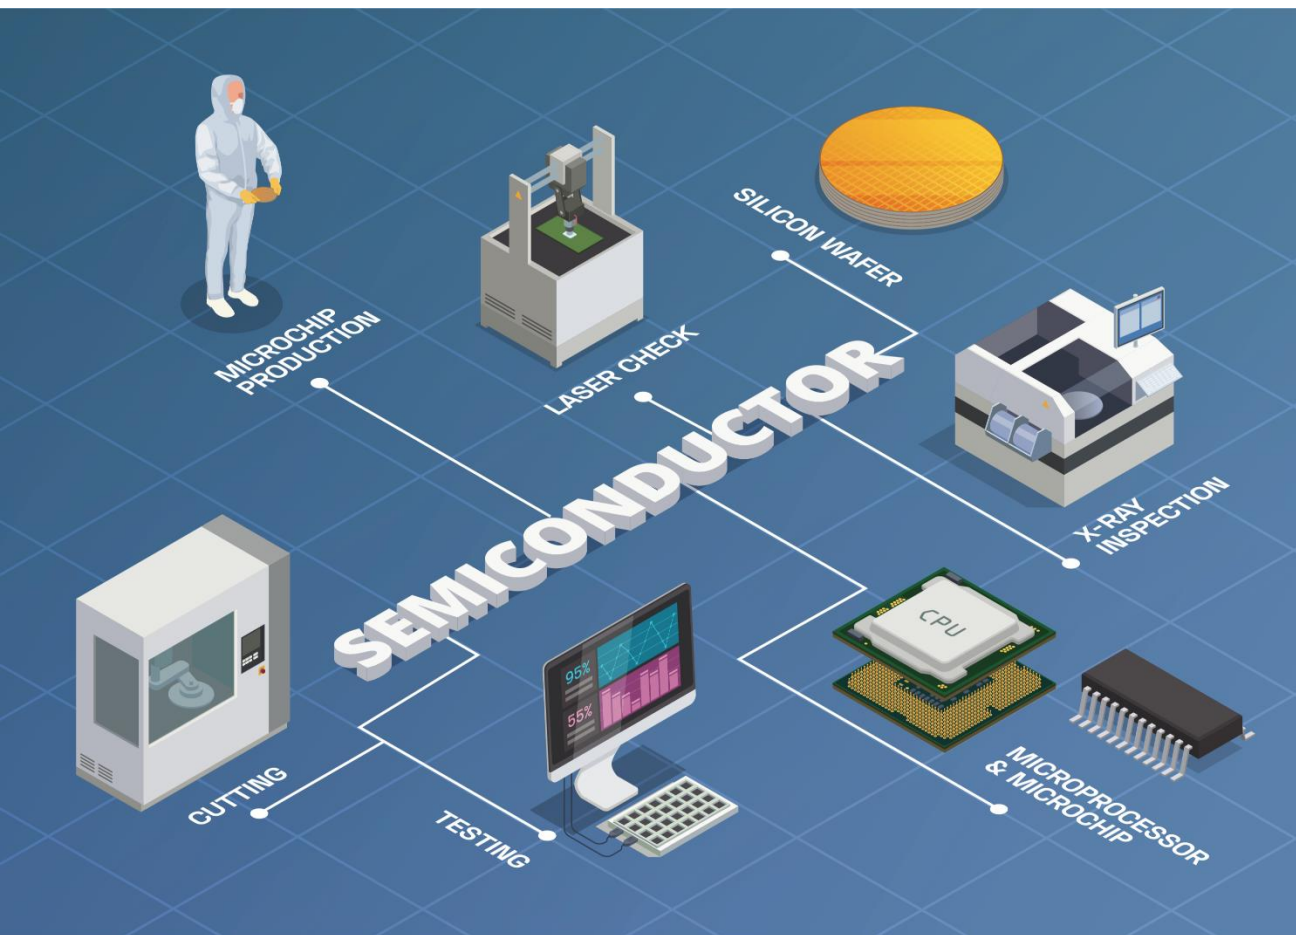 SILICON WAFER
MICROCHIP
PRODUCTION
LASER CHECK
SEMICONDUCTOR
X-RAY
INSPECTION
95%
55%
CPU
CUTTING
TESTING
MICROPROCESSOR
& MICROCHIP